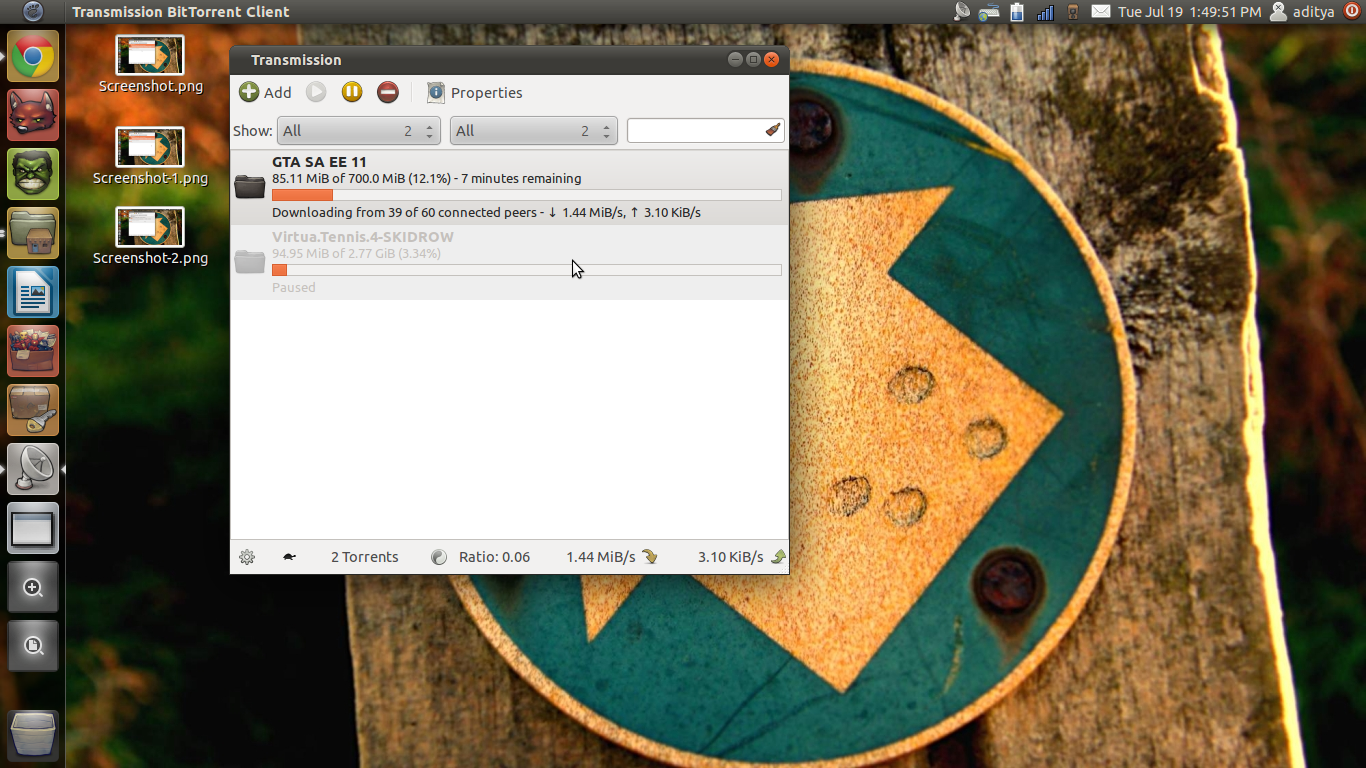 Transmission BitTorrent Client
Tue Jul 19 1:49:51 PM
aditya
Screenshot.png
Screenshot-1.png
Screenshot-2.png
Transmission
Add
Properties
Show: All 2 All 2
GTA SA EE 11
85.11 MiB of 700.0 MiB (12.1%) - 7 minutes remaining
Downloading from 39 of 60 connected peers - ↓ 1.44 MiB/s, ↑ 3.10 KiB/s
Virtua.Tennis.4-SKIDROW
94.95 MiB of 2.77 GiB (3.34%)
Paused
2 Torrents Ratio: 0.06 1.44 MiB/s 3.10 KiB/s